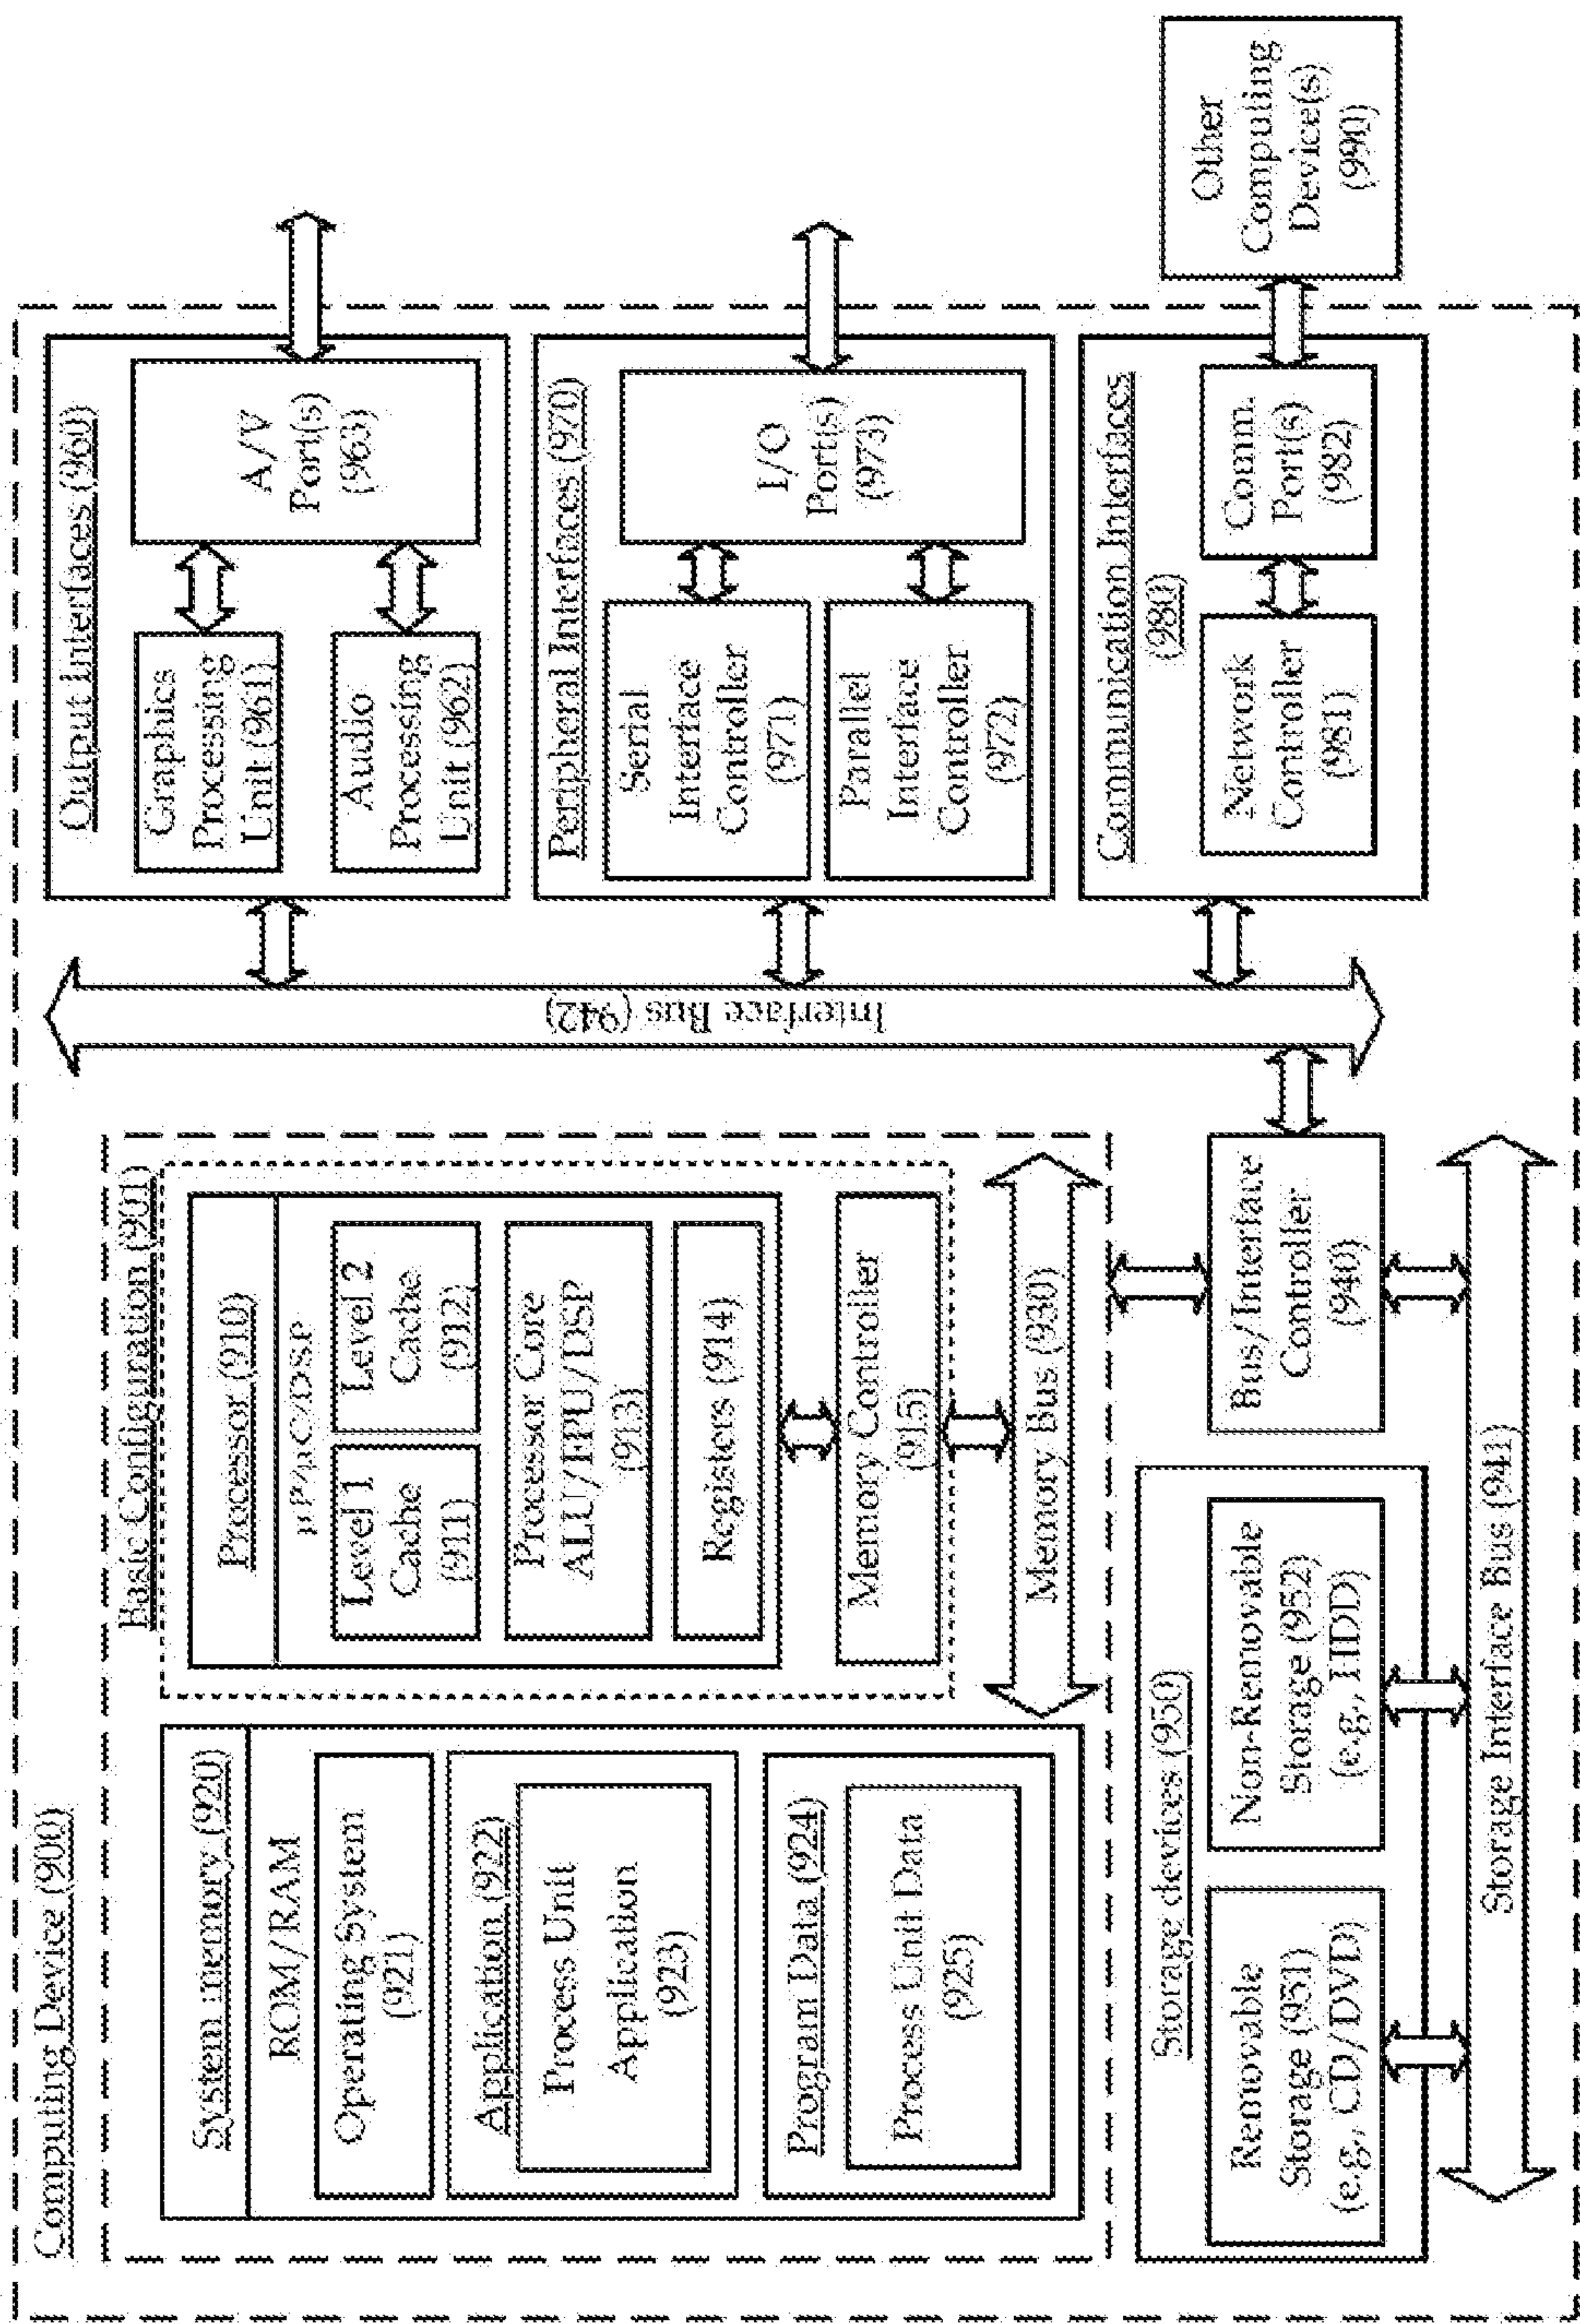 Computing Device (900)
Basic Configuration (901)
System memory (920)
ROM/RAM
Operating System
(921)
Application (922)
Process Unit
Application
(923)
Program Data (924)
Process Unit Data
(925)
Processor (910)
µP/µC/DSP
Level 1
Cache
(911)
Level 2
Cache
(912)
Processor Core
ALU/FPU/DSP
(913)
Registers (914)
Memory Controller
(915)
Memory Bus (930)
Bus/Interface
Controller
(940)
Storage devices (950)
Removable
Storage (951)
(e.g., CD/DVD)
Non-Removable
Storage (952)
(e.g., HDD)
Storage Interface Bus (941)
Interface Bus (942)
Output Interfaces (960)
Graphics
Processing
Unit (961)
Audio
Processing
Unit (962)
A/V
Port(s)
(963)
Peripheral Interfaces (970)
Serial
Interface
Controller
(971)
Parallel
Interface
Controller
(972)
I/O
Port(s)
(973)
Communication Interfaces
(980)
Network
Controller
(981)
Comm.
Port(s)
(982)
Other
Computing
Device(s)
(990)